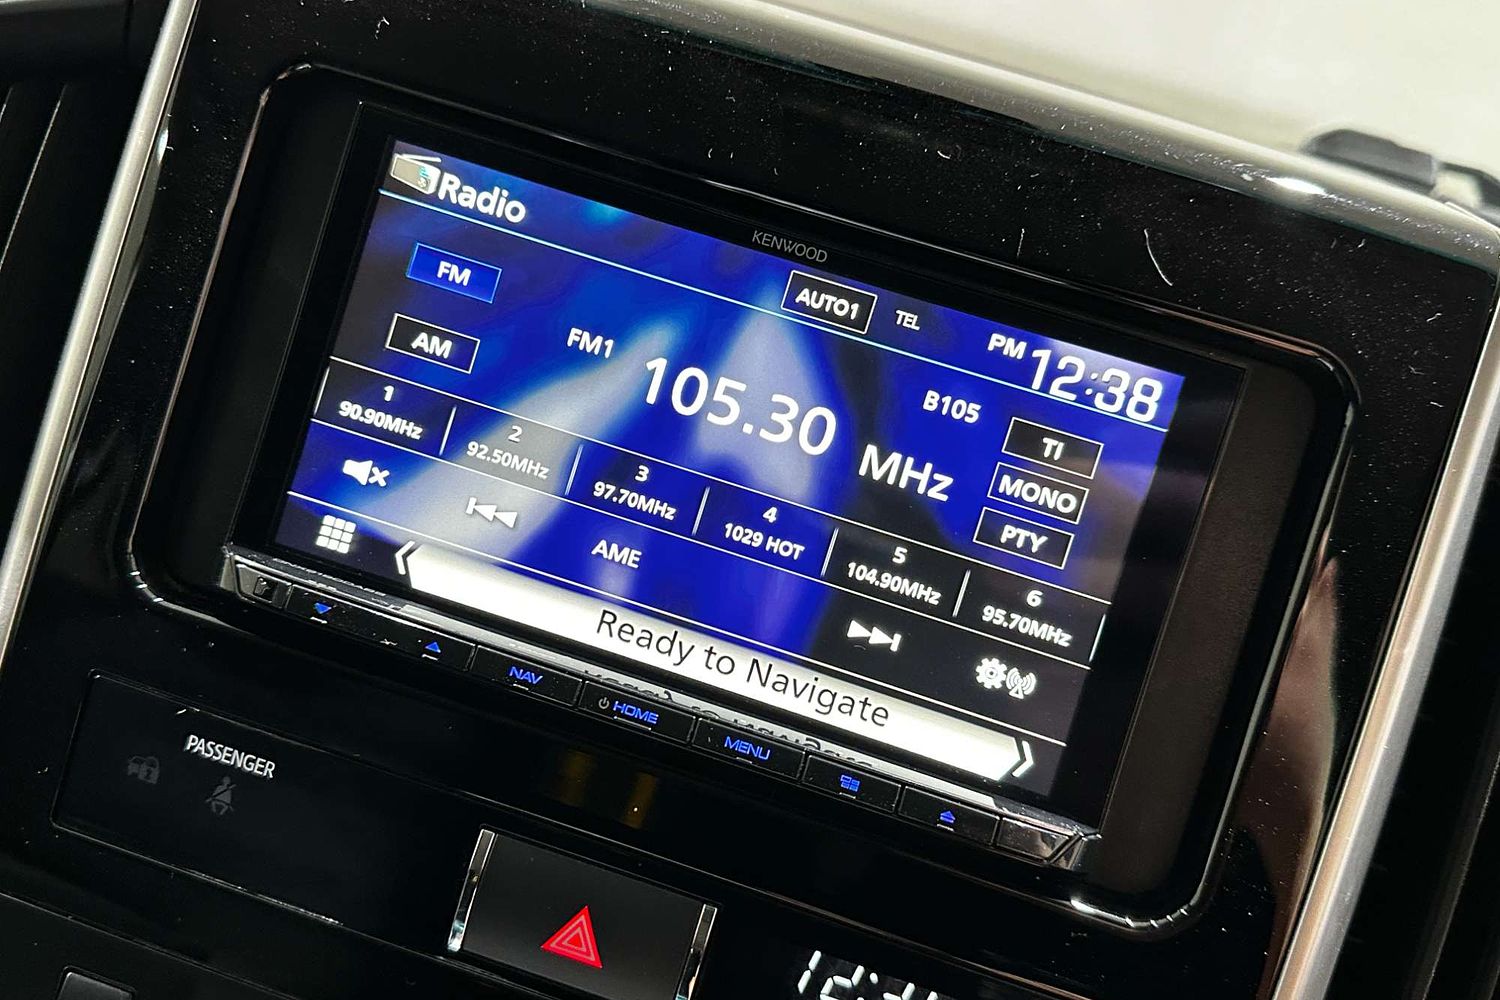 KENWOOD
Radio
AUTO1 TEL PM 12:38
FM
AM
FM1 105.30 MHz B105
TI
MONO
PTY
1 2 3 4 5 6
90.90MHz 92.50MHz 97.70MHz 1029 HOT 104.90MHz 95.70MHz
AME
Ready to Navigate
NAV HOME MENU
PASSENGER